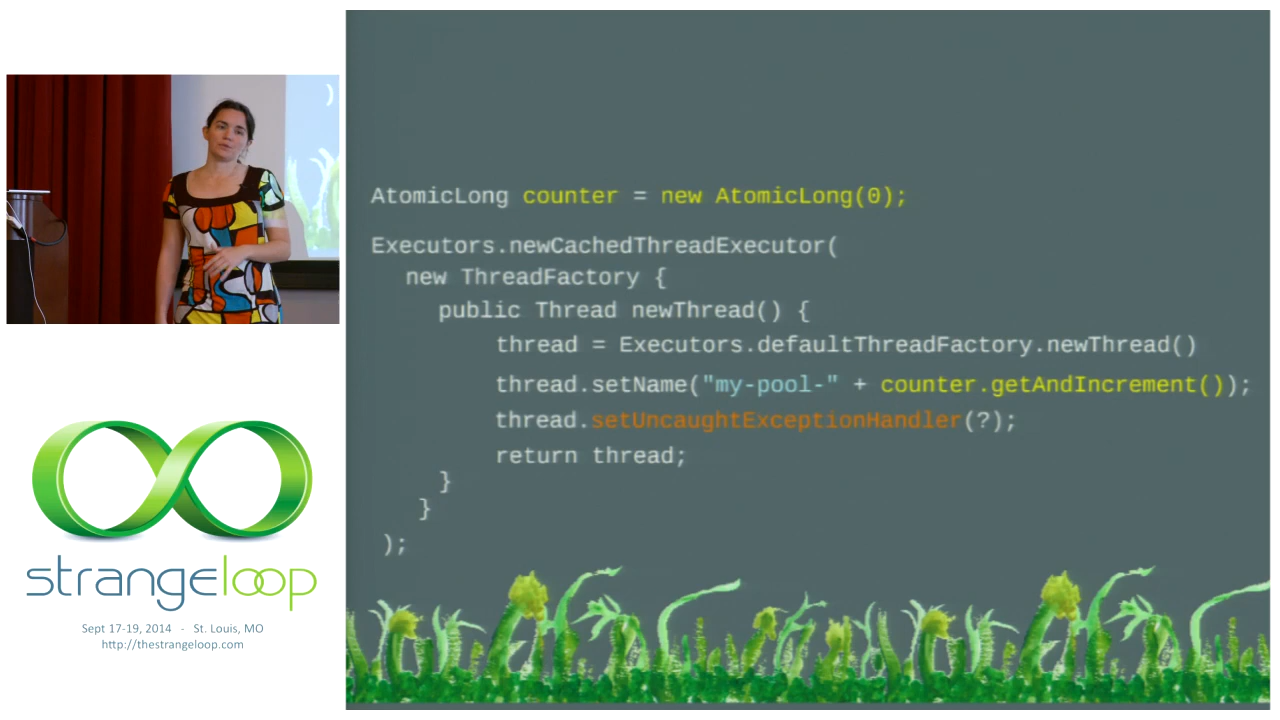 AtomicLong counter = new AtomicLong(0);
Executors.newCachedThreadExecutor(
new ThreadFactory {
public Thread newThread() {
thread = Executors.defaultThreadFactory.newThread()
thread.setName("my-pool-" + counter.getAndIncrement());
thread.setUncaughtExceptionHandler(?);
return thread;
}
}
);
strangeloop
Sept 17-19, 2014 - St. Louis, MO
http://thestrangeloop.com